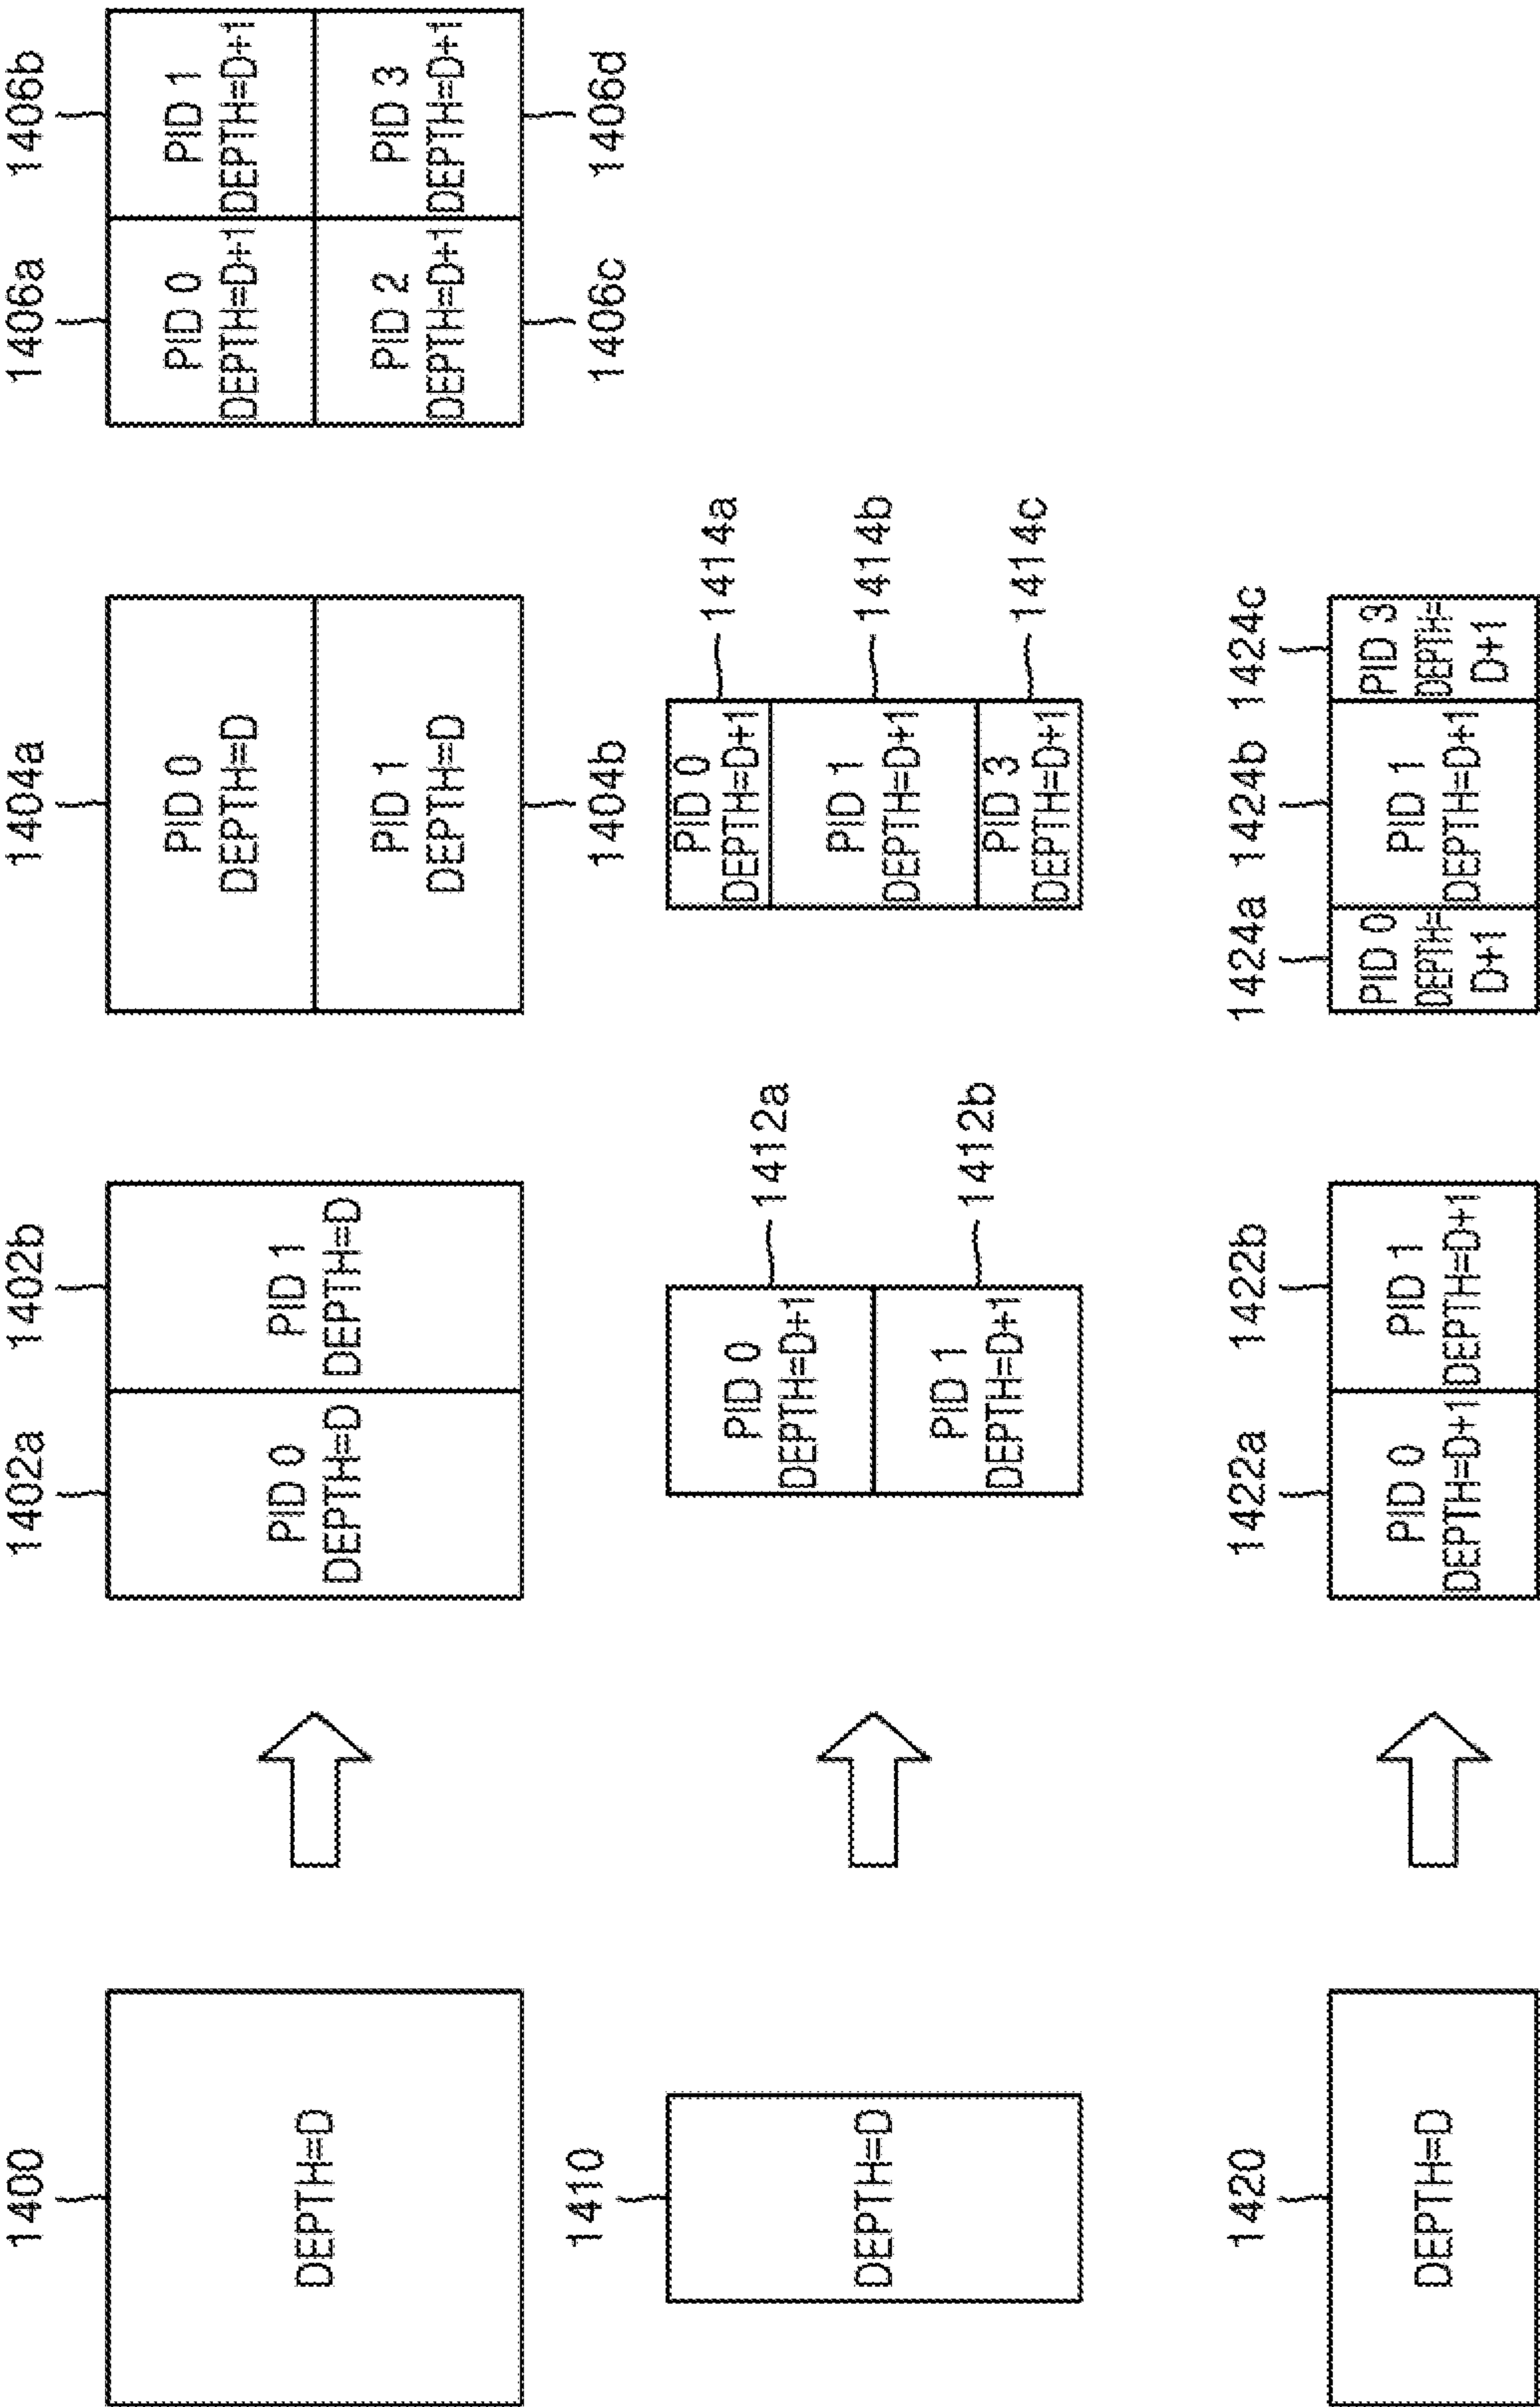 1400
DEPTH=D
1402a
1402b
PID 0
DEPTH=D
PID 1
DEPTH=D
1404a
PID 0
DEPTH=D
PID 1
DEPTH=D
1404b
1406a
1406b
PID 0
DEPTH=D+1
PID 1
DEPTH=D+1
PID 2
DEPTH=D+1
PID 3
DEPTH=D+1
1406c
1406d
1410
DEPTH=D
PID 0
DEPTH=D+1
1412a
PID 1
DEPTH=D+1
1412b
PID 0
DEPTH=D+1
1414a
PID 1
DEPTH=D+1
1414b
PID 3
DEPTH=D+1
1414c
1420
DEPTH=D
1422a
1422b
PID 0
DEPTH=D+1
PID 1
DEPTH=D+1
1424a
1424b
1424c
PID 0
DEPTH=
D+1
PID 1
DEPTH=D+1
PID 3
DEPTH=
D+1